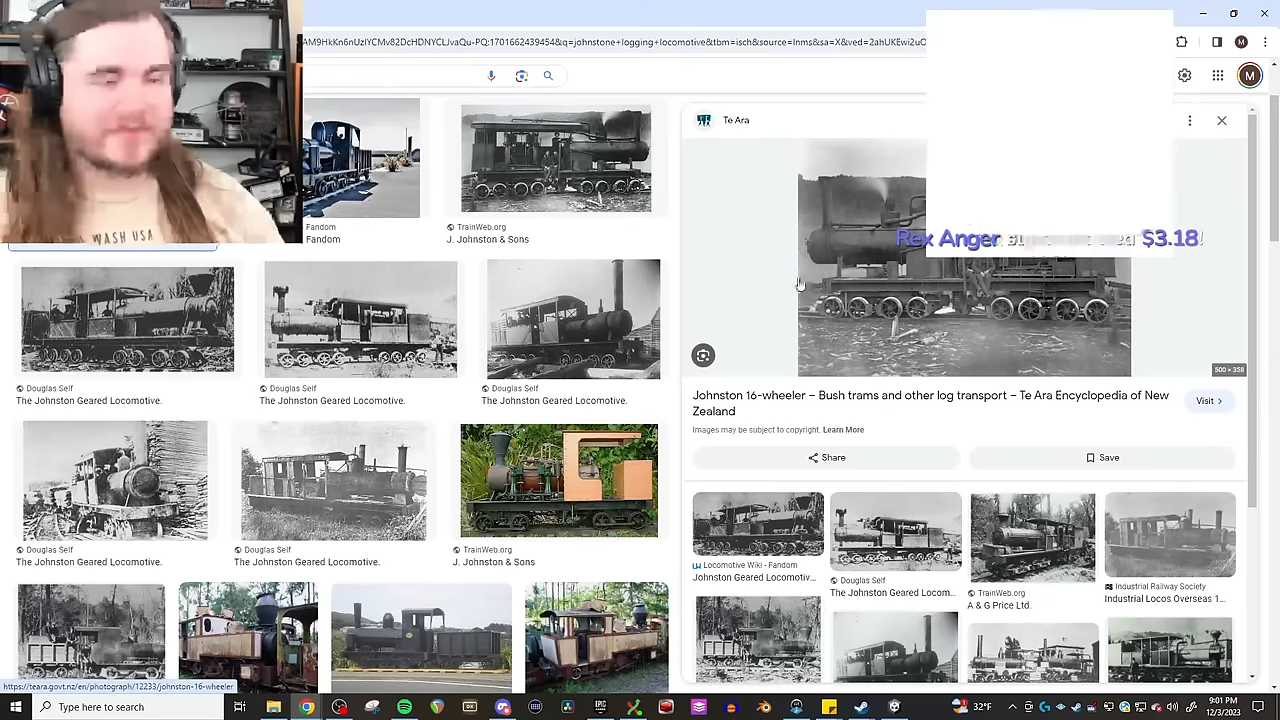 Te Ara
Fandom
Fandom
TrainWeb.org
J. Johnston & Sons
WASH USA
Rex Anger
$3.18!
Douglas Self
The Johnston Geared Locomotive.
Douglas Self
The Johnston Geared Locomotive.
Douglas Self
The Johnston Geared Locomotive.
500 × 358
Johnston 16-wheeler – Bush trams and other log transport – Te Ara Encyclopedia of New
Zealand
Visit
Images may be subject to copyright. Learn More
Share
Save
Douglas Self
The Johnston Geared Locomotive.
Douglas Self
The Johnston Geared Locomotive.
TrainWeb.org
J. Johnston & Sons
Locomotive Wiki - Fandom
Johnston Geared Locomotiv...
Douglas Self
The Johnston Geared Locom...
TrainWeb.org
A & G Price Ltd.
Industrial Railway Society
Industrial Locos Overseas 1...
https://teara.govt.nz/en/photograph/12233/johnston-16-wheeler
Type here to search
32°F
9:01 PM
12/3/2023